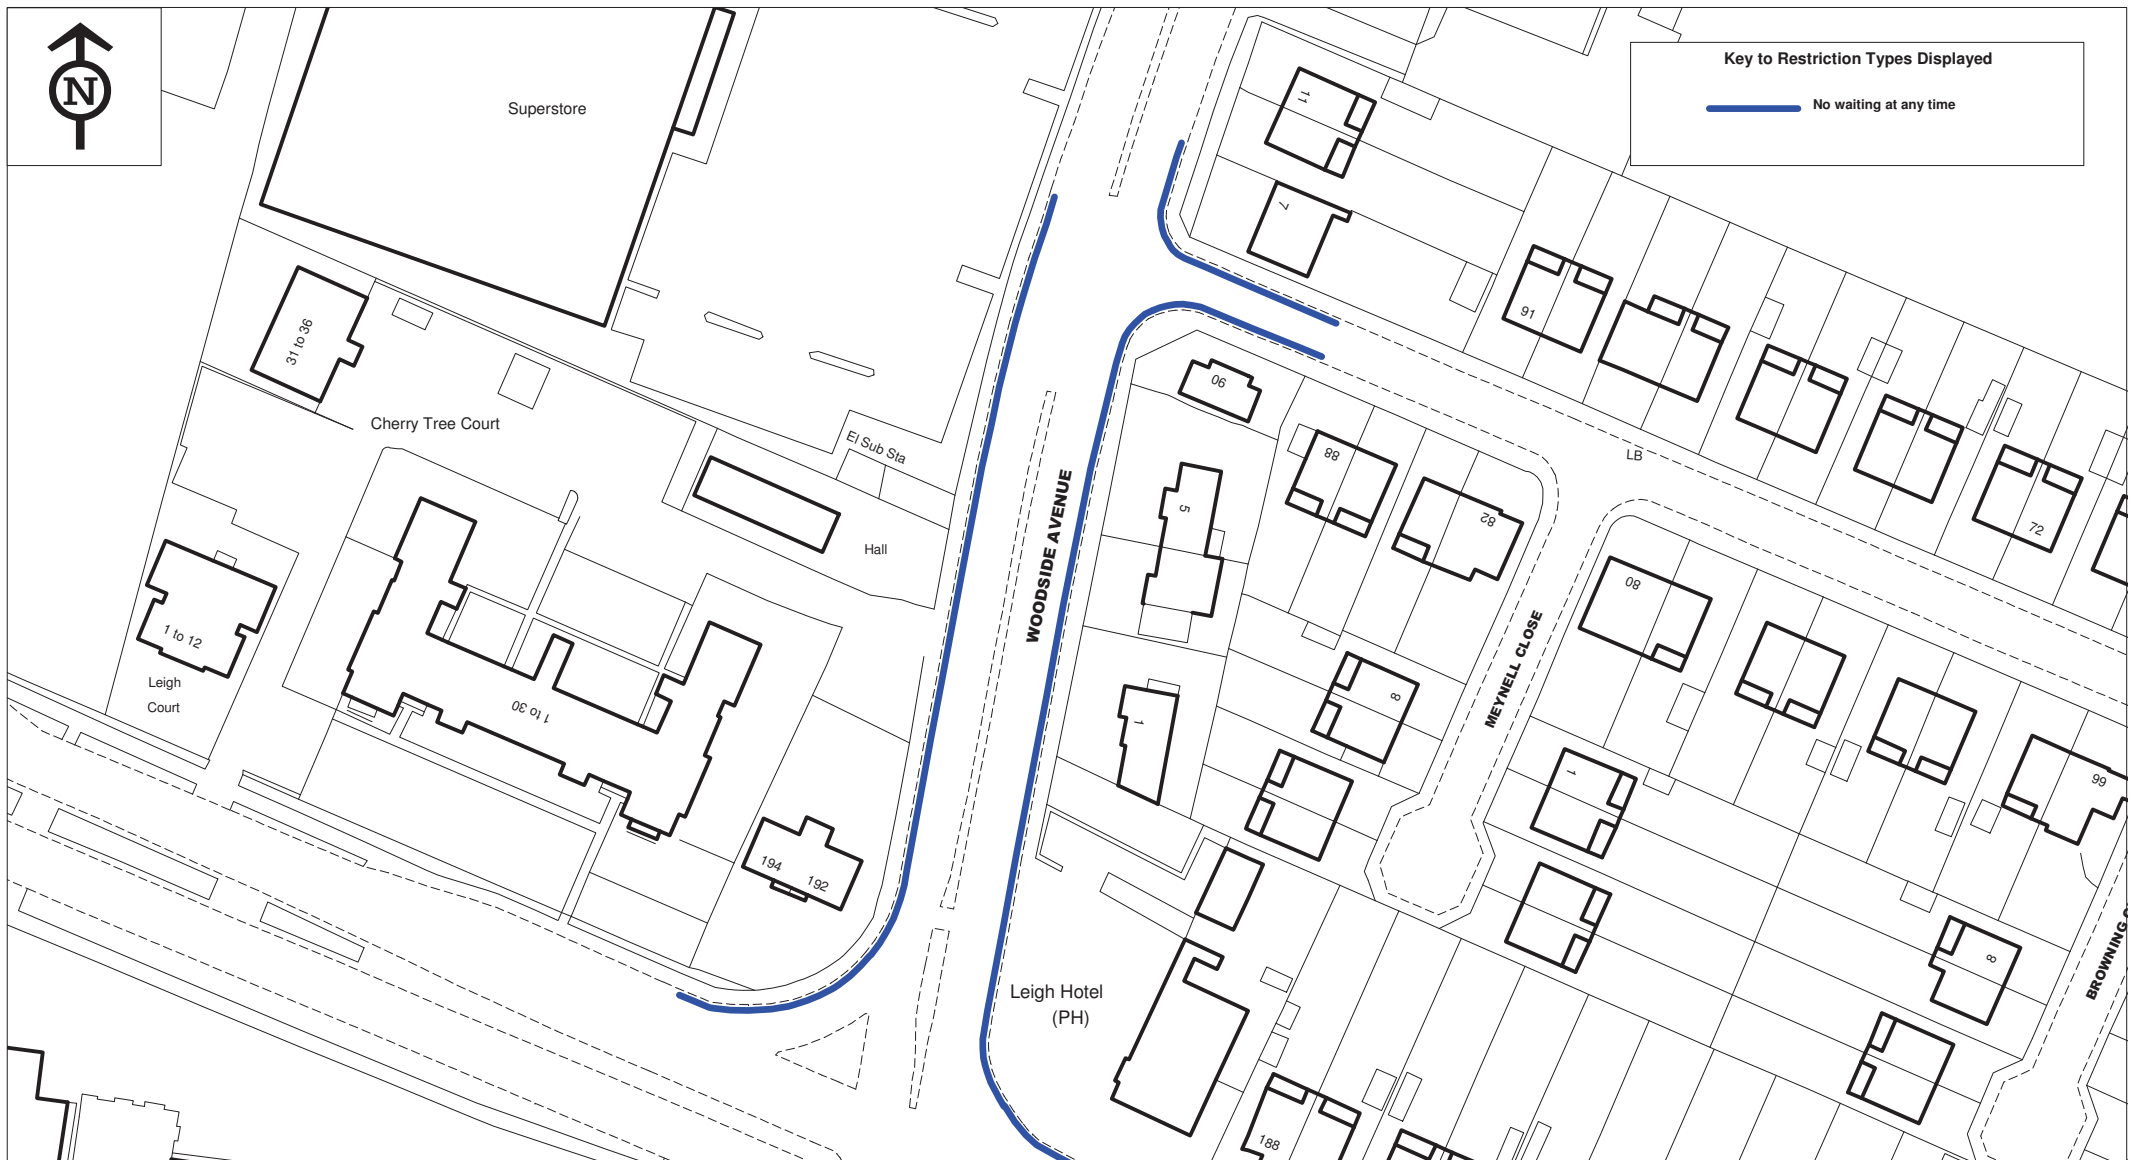 N
Superstore
Key to Restriction Types Displayed
No waiting at any time
11
7
31 to 36
91
Cherry Tree Court
90
El Sub Sta
88
LB
WOODSIDE AVENUE
5
82
72
Hall
80
1 to 12
MEYNELL CLOSE
Leigh
Court
1 to 30
8
1
1
99
194
192
8
BROWNING
Leigh Hotel
(PH)
188